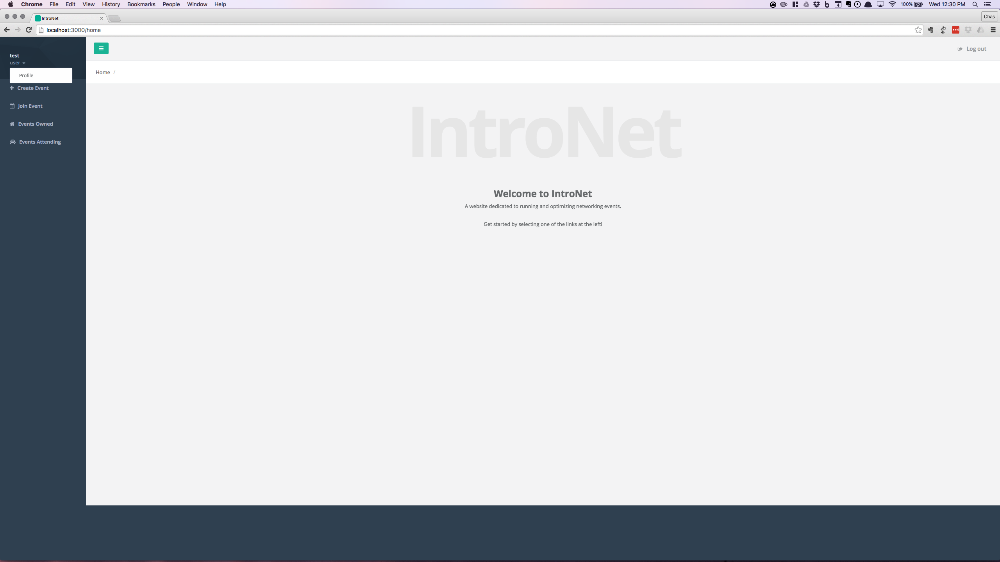 Chrome File Edit View History Bookmarks People Window Help 4 100% Wed 12:30 PM
IntroNet Chas
localhost:3000/home
test
user
Profile
Create Event
Join Event
Events Owned
Events Attending
Log out
Home /
IntroNet
Welcome to IntroNet
A website dedicated to running and optimizing networking events.
Get started by selecting one of the links at the left!